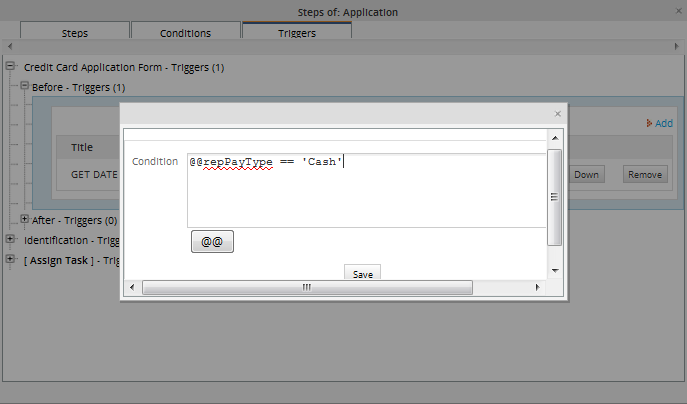 Steps of: Application
Steps Conditions Triggers
Credit Card Application Form - Triggers (1)
Before - Triggers (1)
Add
Title
GET DATE Down Remove
After - Triggers (0)
Identification - Trigg
[ Assign Task ] - Trig
Condition @@repPayType == 'Cash'
@@
Save